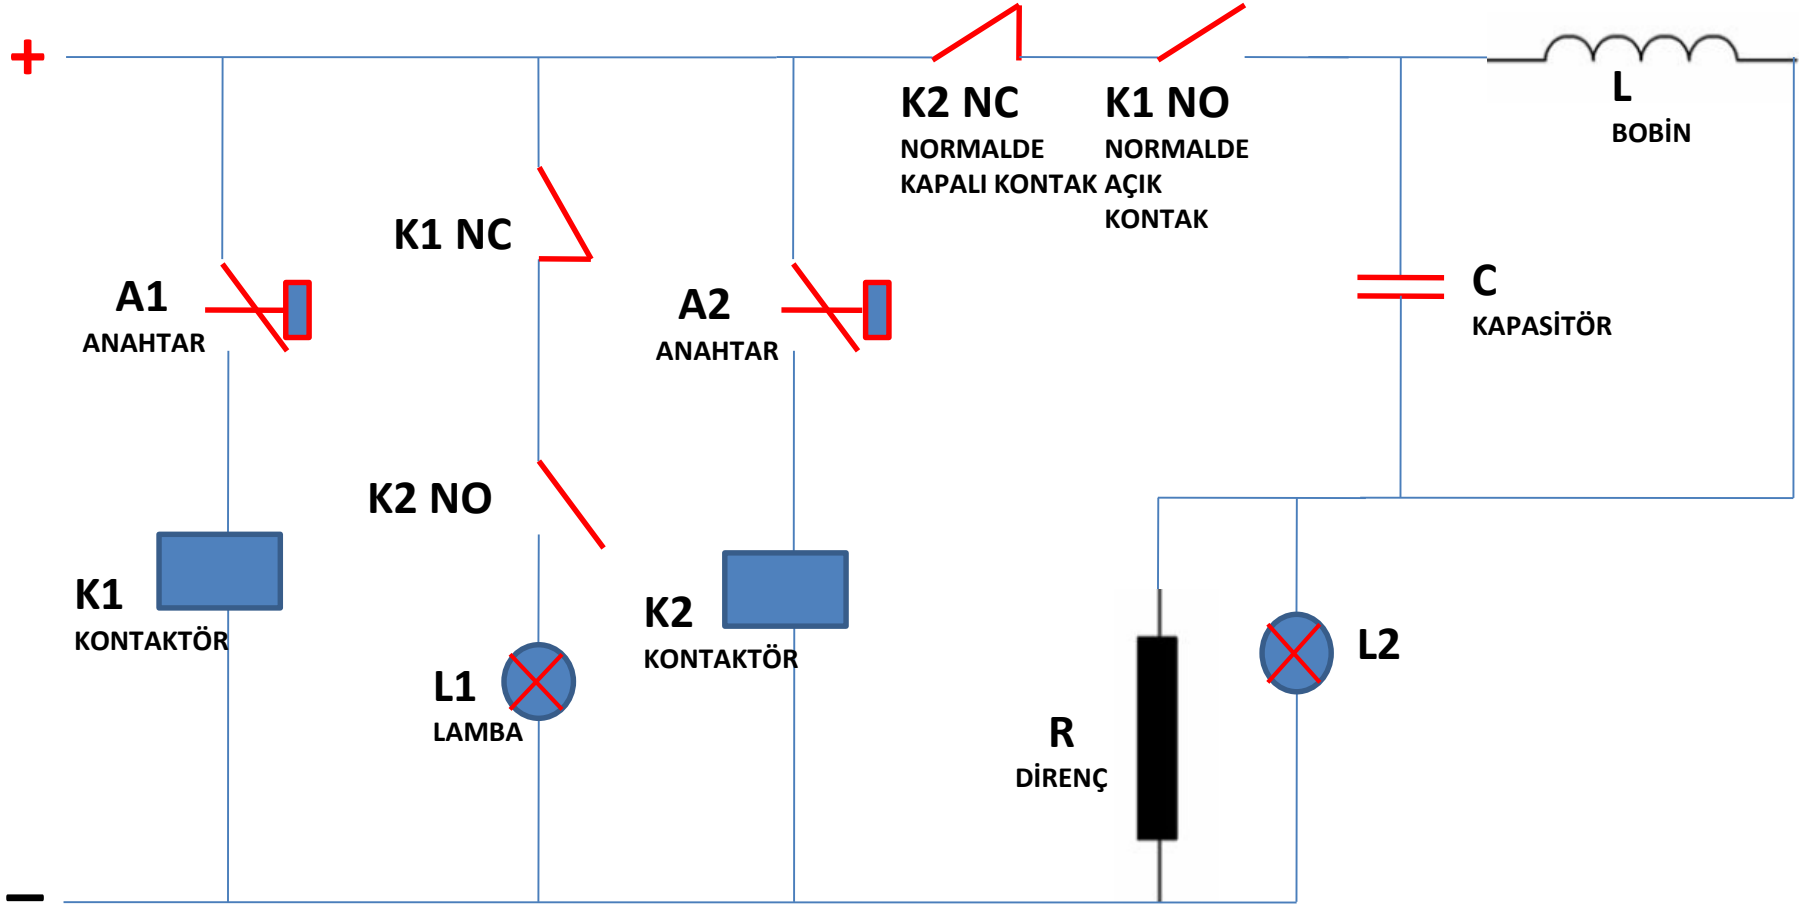 +
K2 NC
NORMALDE
KAPALI KONTAK
K1 NO
NORMALDE
AÇIK
KONTAK
L
BOBİN
K1 NC
A1
ANAHTAR
A2
ANAHTAR
C
KAPASİTÖR
K2 NO
K1
KONTAKTÖR
K2
KONTAKTÖR
L1
LAMBA
L2
R
DİRENÇ
–